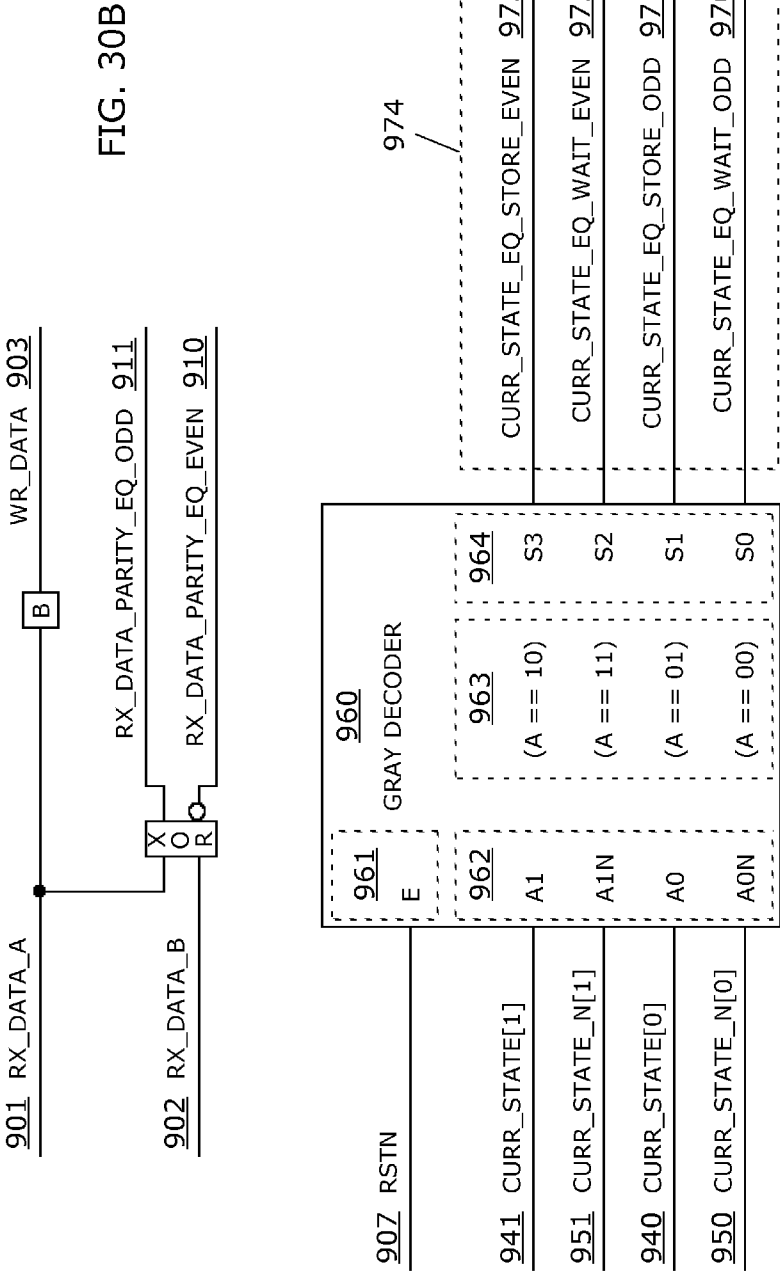 FIG. 30B
901 RX_DATA_A
WR_DATA 903
B
902 RX_DATA_B
XOR
RX_DATA_PARITY_EQ_ODD 911
RX_DATA_PARITY_EQ_EVEN 910
907 RSTN
961
E
960
GRAY DECODER
974
962
963
964
941 CURR_STATE[1]
A1
(A == 10)
S3
CURR_STATE_EQ_STORE_EVEN
951 CURR_STATE_N[1]
A1N
(A == 11)
S2
CURR_STATE_EQ_WAIT_EVEN
940 CURR_STATE[0]
A0
(A == 01)
S1
CURR_STATE_EQ_STORE_ODD
950 CURR_STATE_N[0]
A0N
(A == 00)
S0
CURR_STATE_EQ_WAIT_ODD